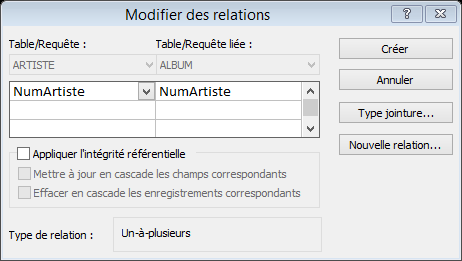 Modifier des relations
Table/Requête : Table/Requête liée :
ARTISTE ALBUM
NumArtiste NumArtiste
Appliquer l'intégrité référentielle
Mettre à jour en cascade les champs correspondants
Effacer en cascade les enregistrements correspondants
Type de relation : Un-à-plusieurs
Créer
Annuler
Type jointure...
Nouvelle relation...